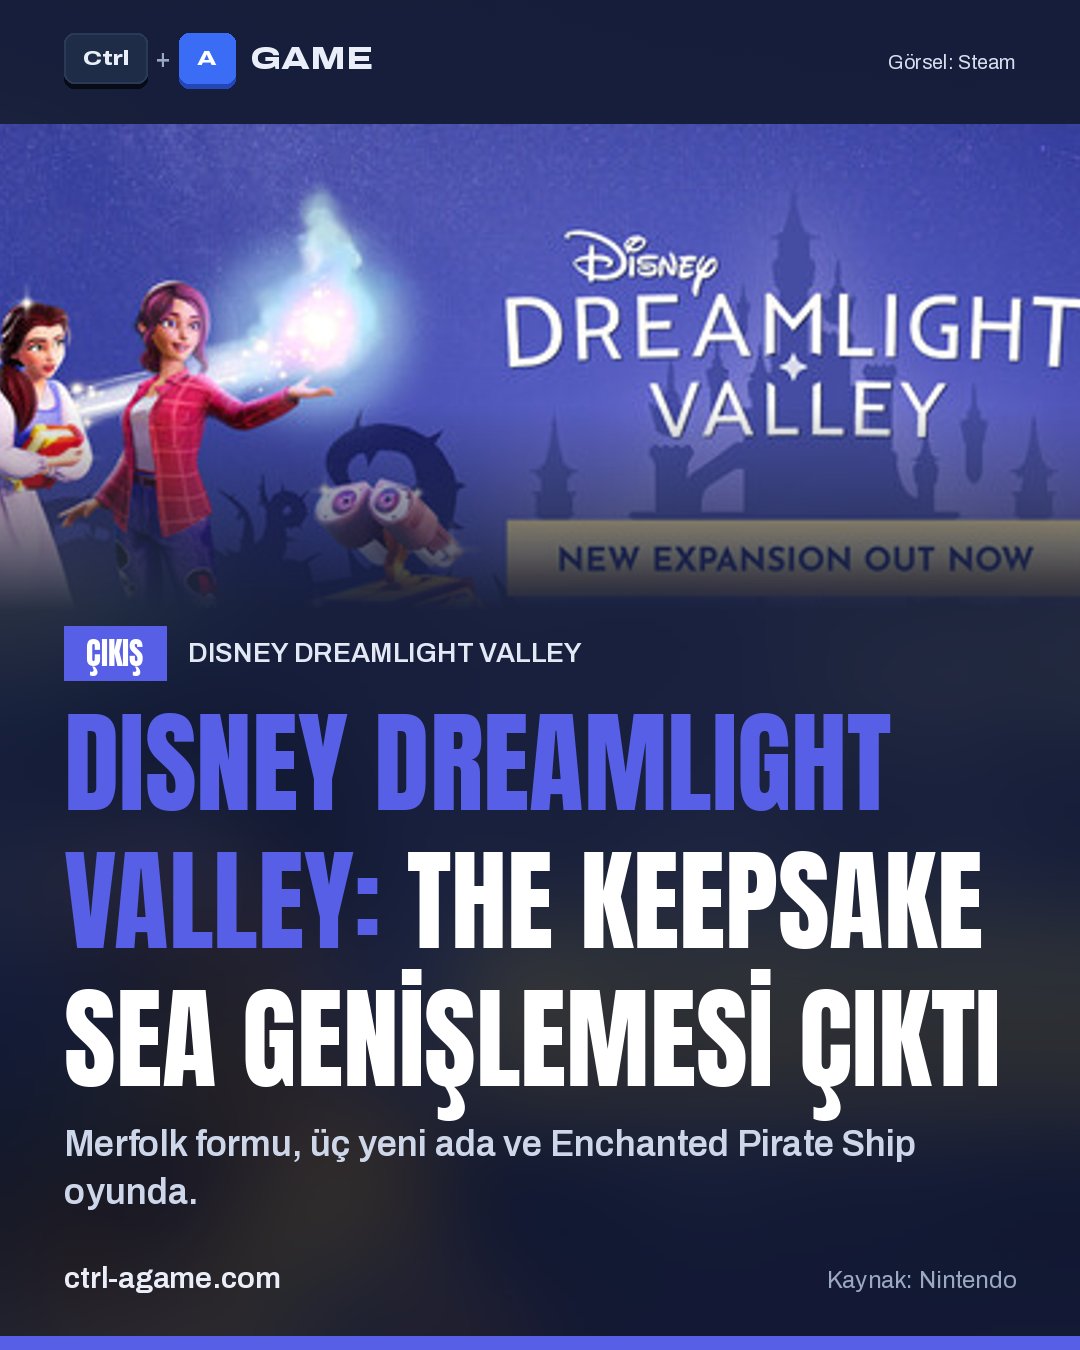 Ctrl + A GAME
Görsel: Steam
Disney
DREAMLIGHT
VALLEY
NEW EXPANSION OUT NOW
ÇIKIŞ DISNEY DREAMLIGHT VALLEY
DISNEY DREAMLIGHT
VALLEY: THE KEEPSAKE
SEA GENİŞLEMESİ ÇIKTI
Merfolk formu, üç yeni ada ve Enchanted Pirate Ship
oyunda.
ctrl-agame.com
Kaynak: Nintendo